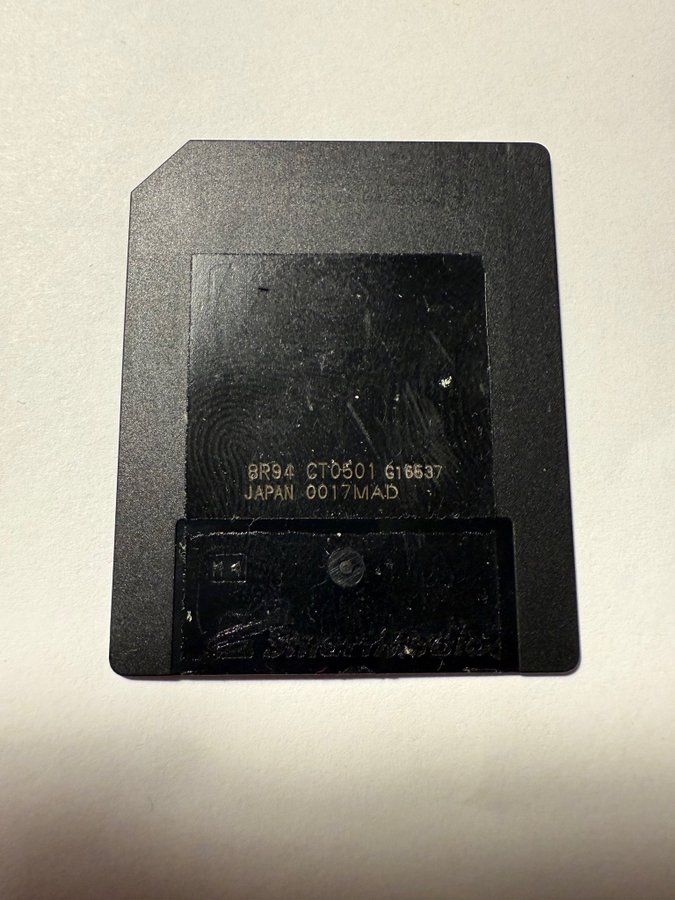 BR94 CT0501 G16537
JAPAN 0017MAD
SmartMedia